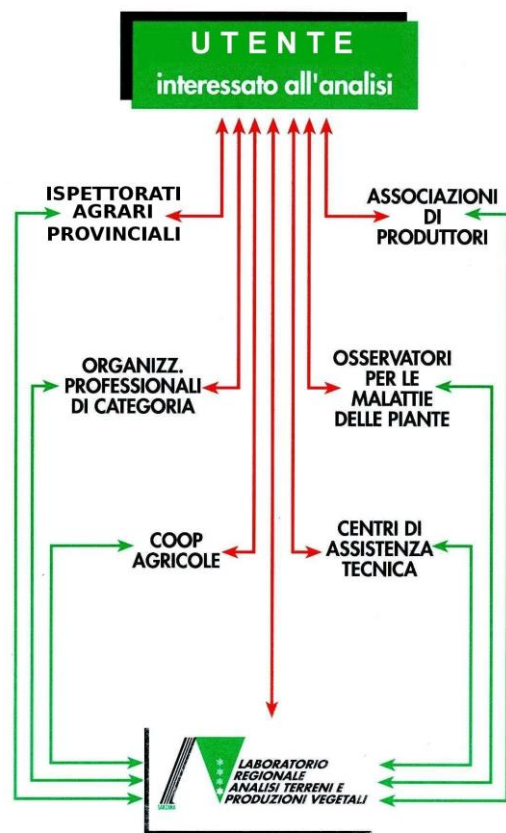 UTENTE
interessato all'analisi
ISPETTORATI
AGRARI
PROVINCIALI
ASSOCIAZIONI
DI
PRODUTTORI
ORGANIZZ.
PROFESSIONALI
DI CATEGORIA
OSSERVATORI
PER LE
MALATTIE
DELLE PIANTE
COOP
AGRICOLE
CENTRI DI
ASSISTENZA
TECNICA
SARZANA
LABORATORIO
REGIONALE
ANALISI TERRENI E
PRODUZIONI VEGETALI